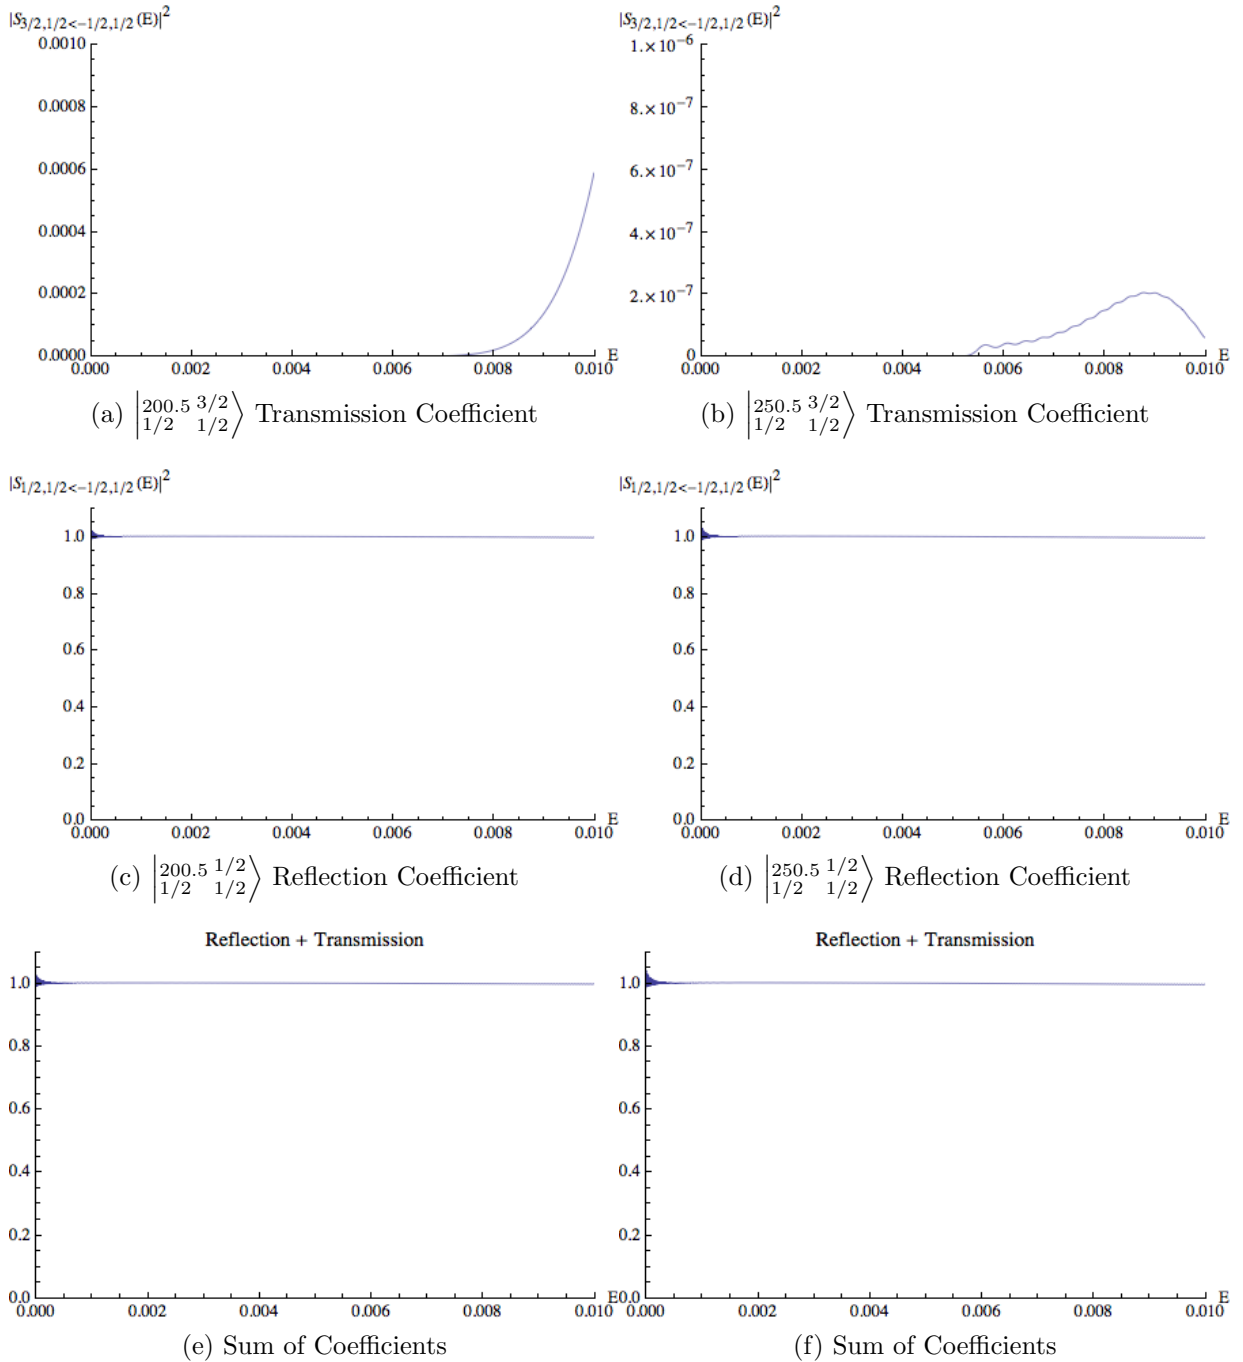 |S3/2,1/2<-1/2,1/2(E)|²
0.0010
0.0008
0.0006
0.0004
0.0002
0.0000
0.000 0.002 0.004 0.006 0.008 0.010 E
(a) |200.5 3/2 1/2 1/2⟩ Transmission Coefficient
|S3/2,1/2<-1/2,1/2(E)|²
1.×10⁻⁶
8.×10⁻⁷
6.×10⁻⁷
4.×10⁻⁷
2.×10⁻⁷
0
0.000 0.002 0.004 0.006 0.008 0.010 E
(b) |250.5 3/2 1/2 1/2⟩ Transmission Coefficient
|S1/2,1/2<-1/2,1/2(E)|²
1.0
0.8
0.6
0.4
0.2
0.0
0.000 0.002 0.004 0.006 0.008 0.010 E
(c) |200.5 1/2 1/2 1/2⟩ Reflection Coefficient
|S1/2,1/2<-1/2,1/2(E)|²
1.0
0.8
0.6
0.4
0.2
0.0
0.000 0.002 0.004 0.006 0.008 0.010 E
(d) |250.5 1/2 1/2 1/2⟩ Reflection Coefficient
Reflection + Transmission
1.0
0.8
0.6
0.4
0.2
0.0
0.000 0.002 0.004 0.006 0.008 0.010 E
(e) Sum of Coefficients
Reflection + Transmission
1.0
0.8
0.6
0.4
0.2
0.0
0.000 0.002 0.004 0.006 0.008 0.010 E
(f) Sum of Coefficients